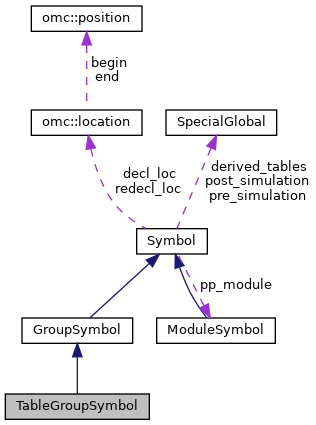 omc::position
begin
end
omc::location
SpecialGlobal
decl_loc
redecl_loc
derived_tables
post_simulation
pre_simulation
Symbol
pp_module
GroupSymbol
ModuleSymbol
TableGroupSymbol